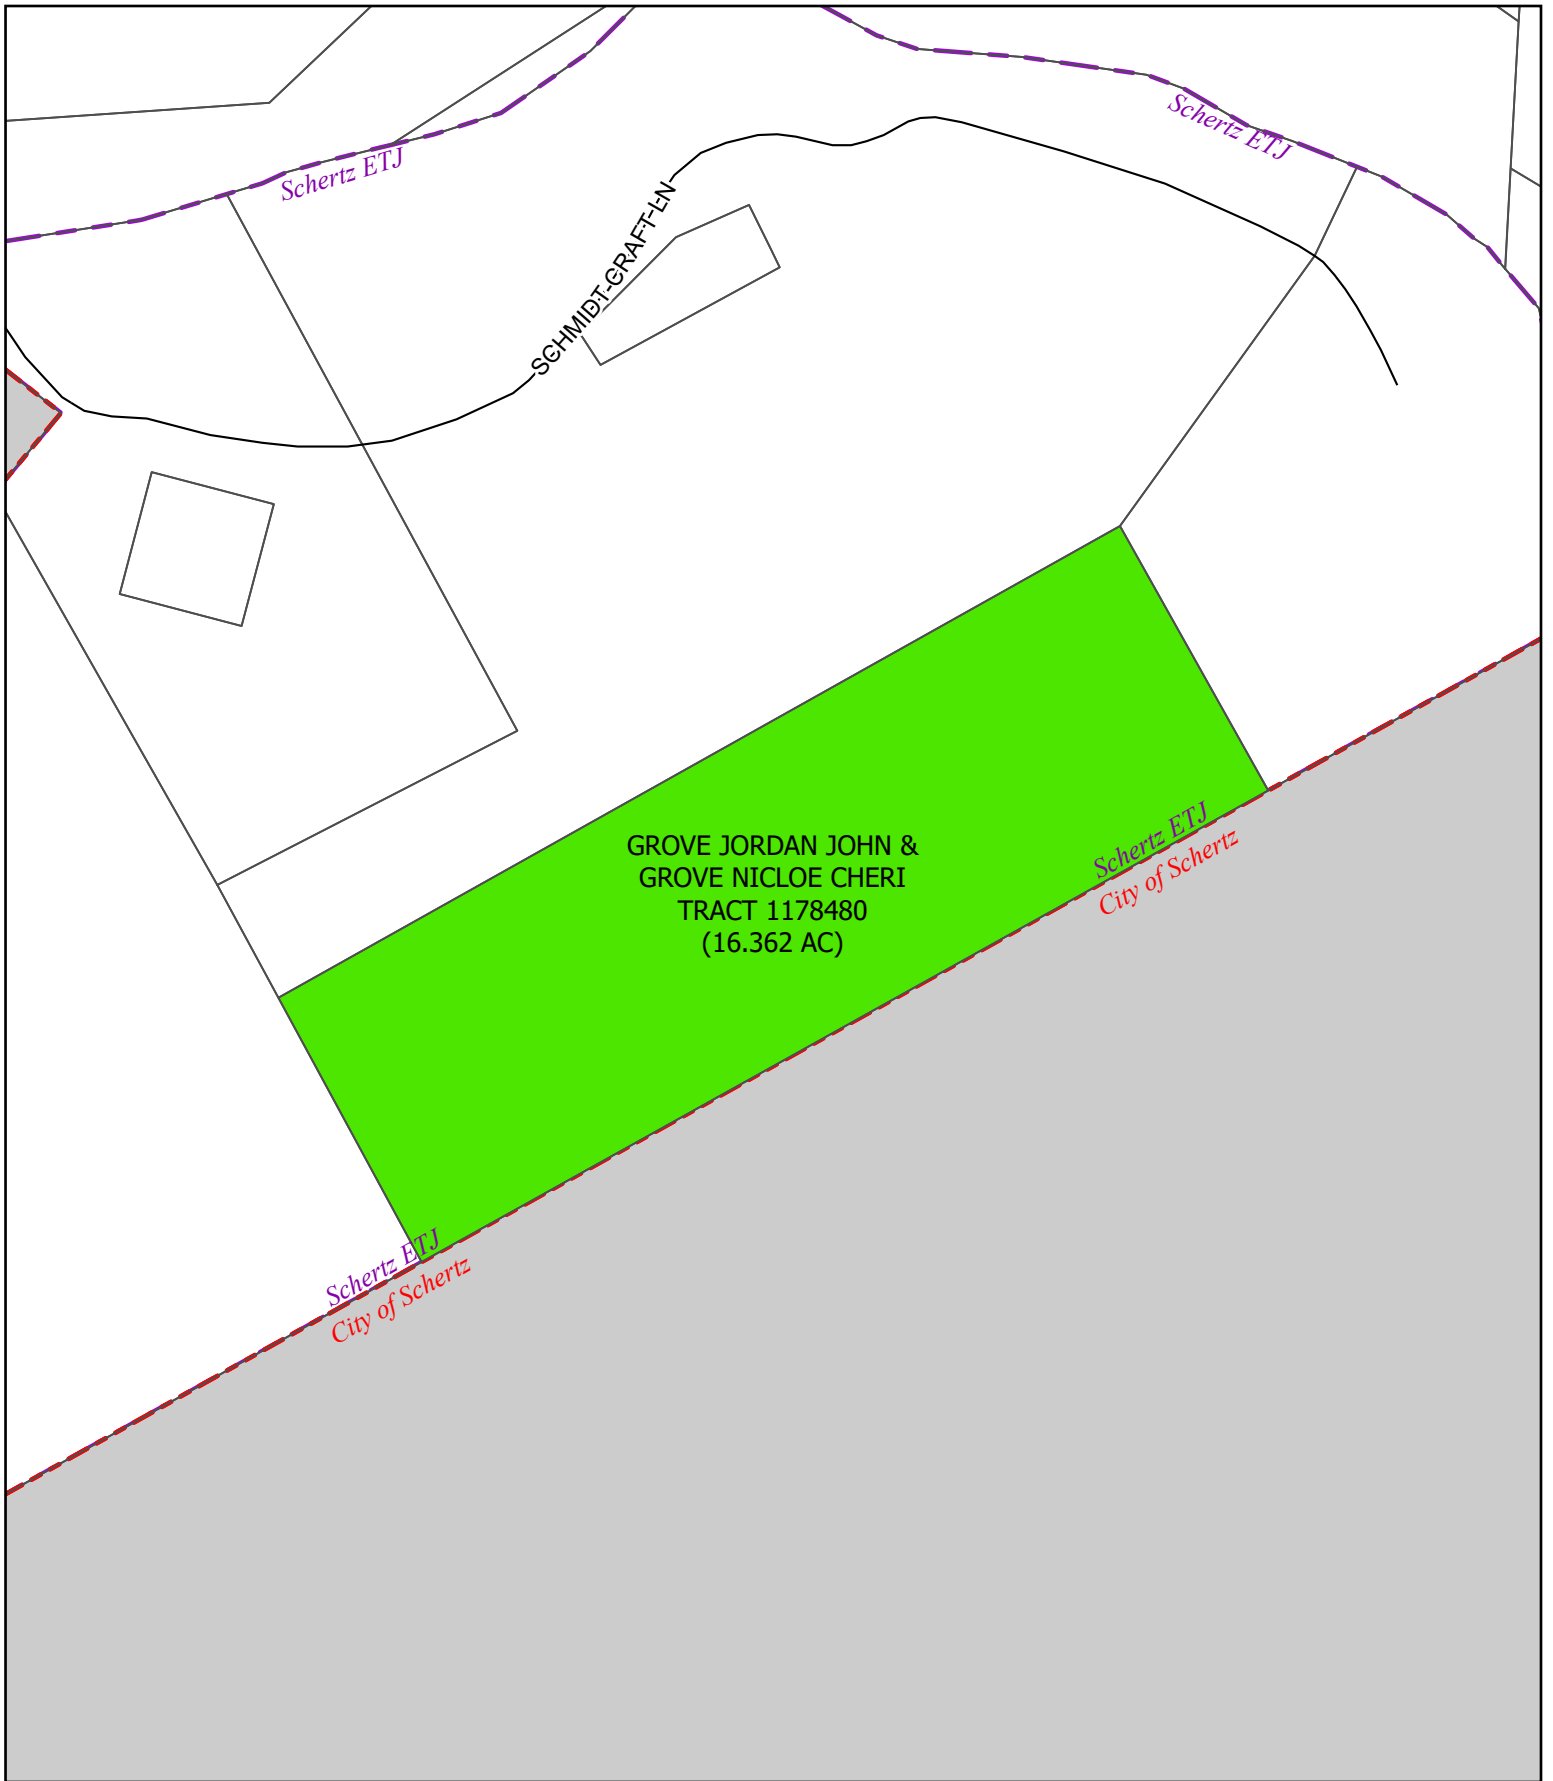 Schertz ETJ
Schertz ETJ
SCHMIDT-GRAFT-LN
GROVE JORDAN JOHN &
GROVE NICLOE CHERI
TRACT 1178480
(16.362 AC)
Schertz ETJ
City of Schertz
Schertz ETJ
City of Schertz